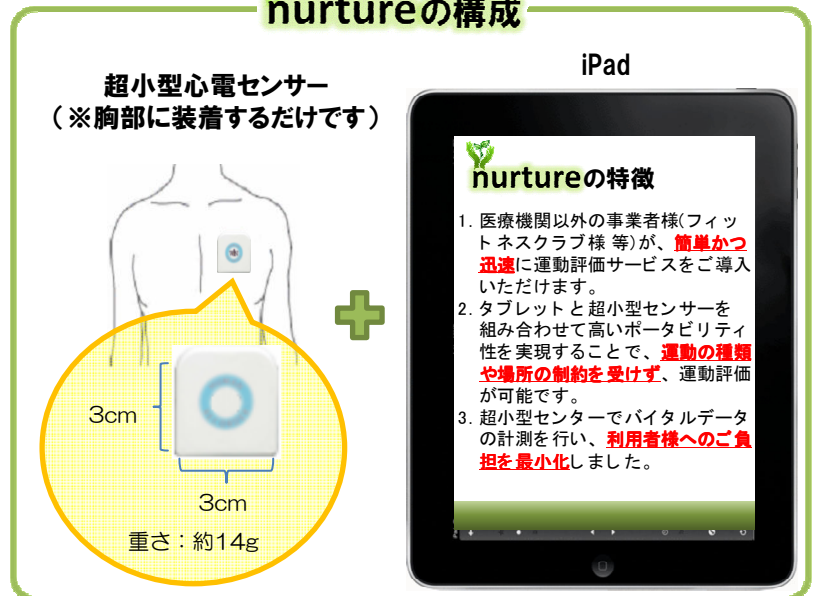 nurtureの構成
超小型心電センサー
（※胸部に装着するだけです）
3cm
3cm
重さ：約14g
iPad
nurtureの特徴
1. 医療機関以外の事業者様(フィッ
トネスクラブ様 等)が、簡単かつ
迅速に運動評価サービスをご導入
いただけます。
2. タブレットと超小型センサーを
組み合わせて高いポータビリティ
性を実現することで、運動の種類
や場所の制約を受けず、運動評価
が可能です。
3. 超小型センターでバイタルデータ
の計測を行い、利用者様へのご負
担を最小化しました。